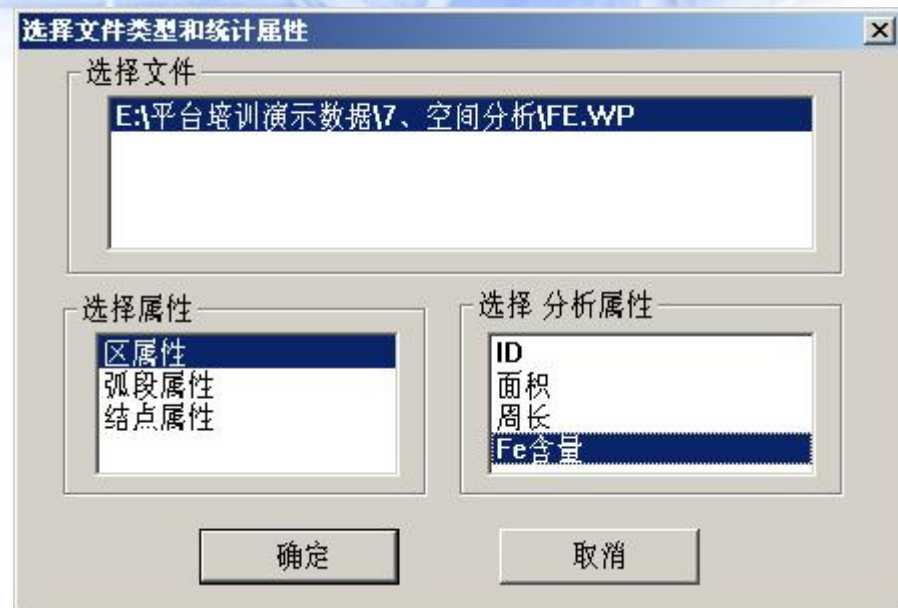 选择文件类型和统计属性
选择文件
E:\平台培训演示数据\7、空间分析\FE.WP
选择属性
区属性
弧段属性
结点属性
选择 分析属性
ID
面积
周长
Fe含量
确定
取消